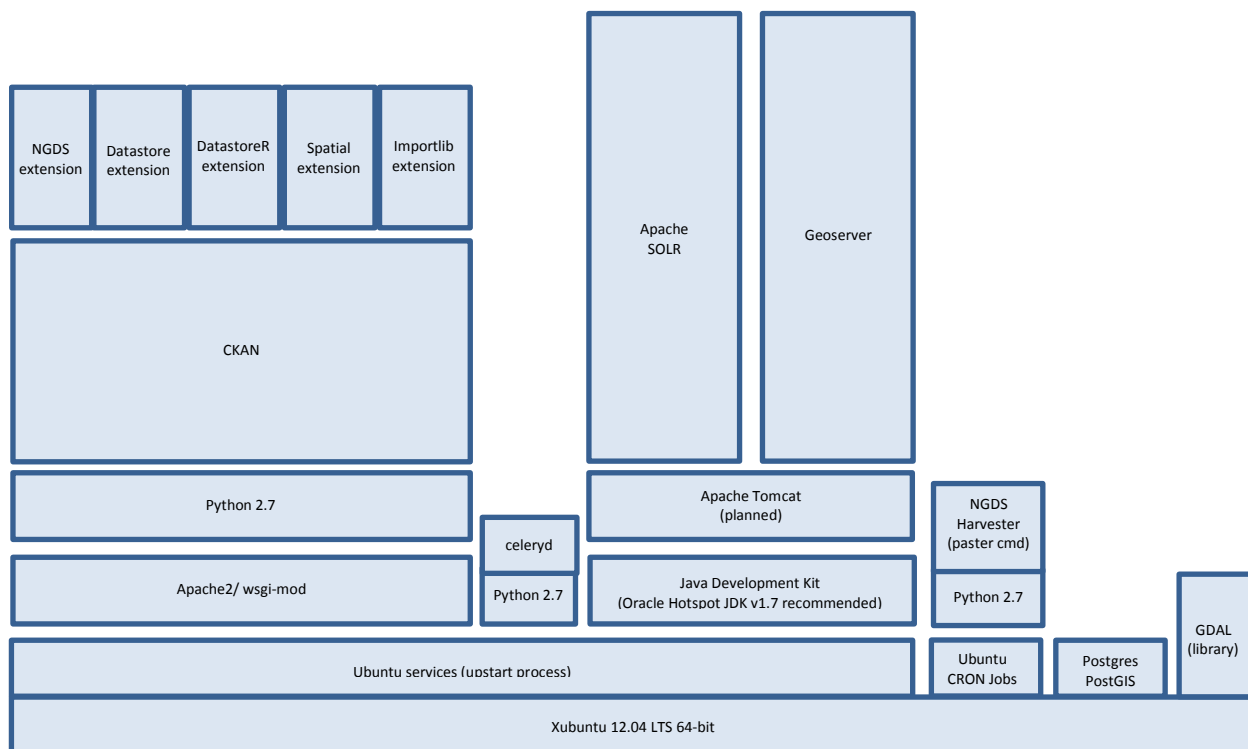 NGDS
extension
Datastore
extension
DatastoreR
extension
Spatial
extension
Importlib
extension
Apache
SOLR
Geoserver
CKAN
Python 2.7
Apache Tomcat
(planned)
NGDS
Harvester
(paster cmd)
celeryd
Apache2/ wsgi-mod
Python 2.7
Java Development Kit
(Oracle Hotspot JDK v1.7 recommended)
Python 2.7
GDAL
(library)
Ubuntu services (upstart process)
Ubuntu
CRON Jobs
Postgres
PostGIS
Xubuntu 12.04 LTS 64-bit